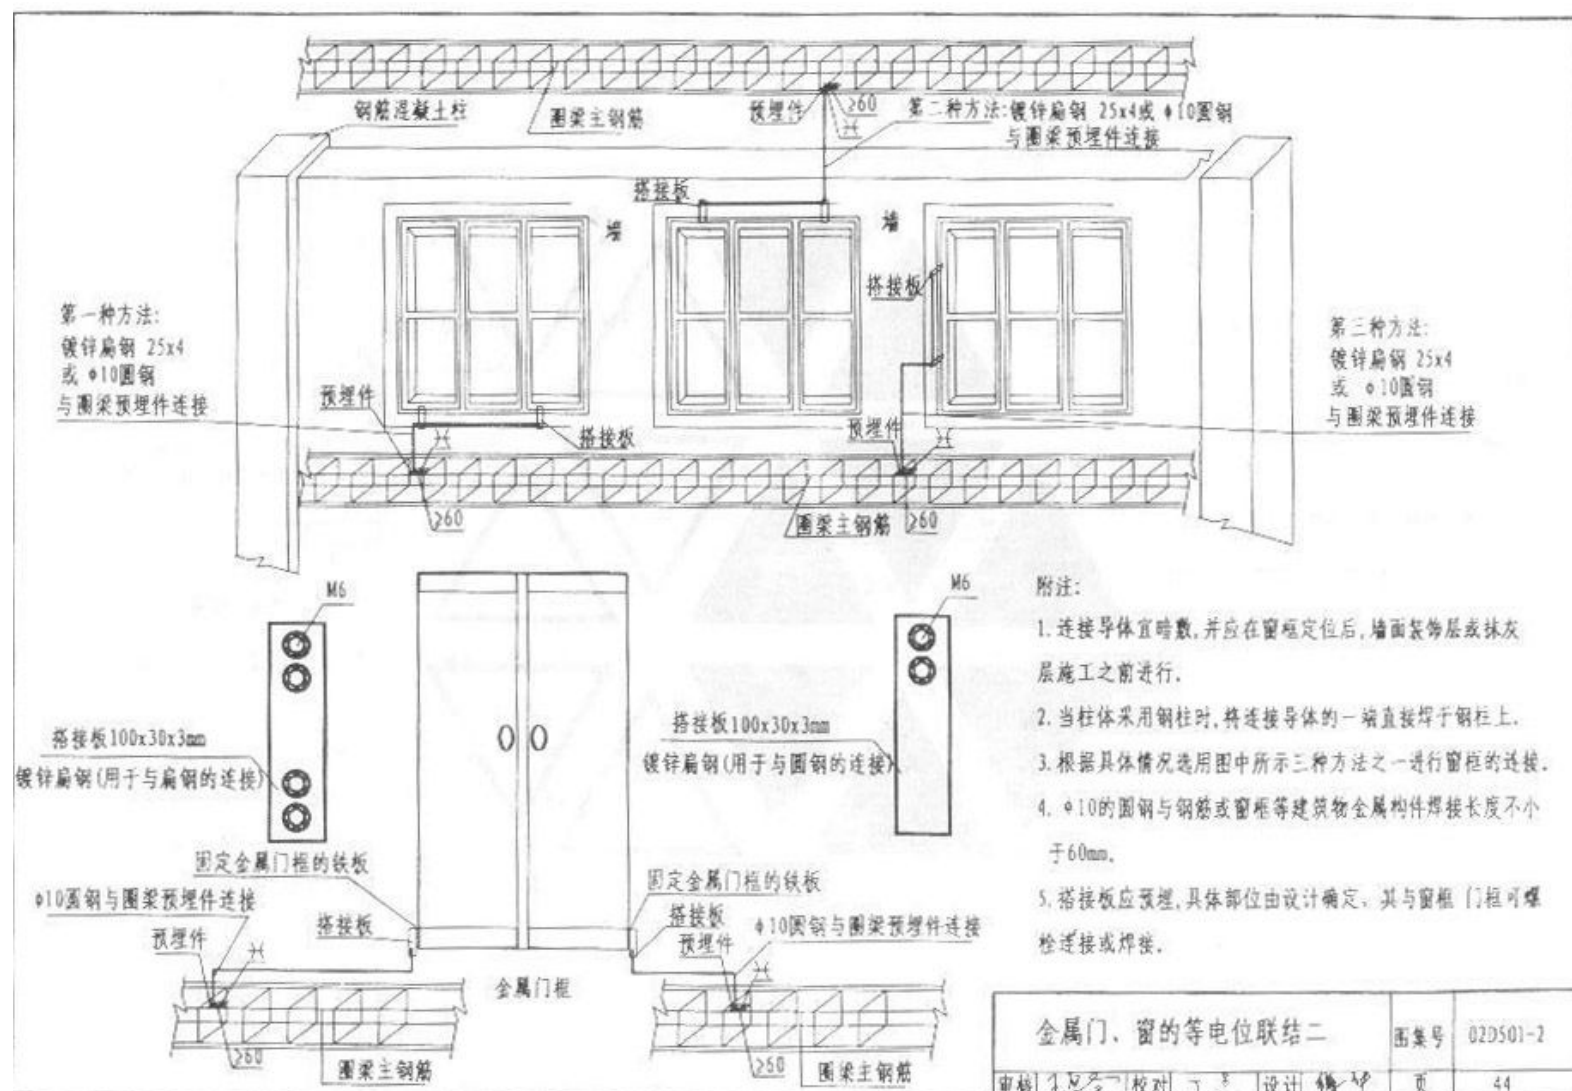 钢筋混凝土柱
圈梁主钢筋
预埋件
≥60
第二种方法:镀锌扁钢 25x4或 φ10圆钢
与圈梁预埋件连接
搭接板
墙
墙
搭接板
第一种方法:
镀锌扁钢 25x4
或 φ10圆钢
与圈梁预埋件连接
第三种方法:
镀锌扁钢 25x4
或 φ10圆钢
与圈梁预埋件连接
预埋件
搭接板
预埋件
≥60
圈梁主钢筋
≥60
M6
搭接板100x30x3mm
镀锌扁钢(用于与扁钢的连接)
M6
搭接板100x30x3mm
镀锌扁钢(用于与圆钢的连接)
固定金属门框的铁板
φ10圆钢与圈梁预埋件连接
搭接板
预埋件
固定金属门框的铁板
搭接板
φ10圆钢与圈梁预埋件连接
预埋件
金属门框
≥60
圈梁主钢筋
≥60
圈梁主钢筋
附注:
1. 连接导体宜暗敷,并应在窗框定位后,墙面装饰层或抹灰
层施工之前进行.
2. 当柱体采用钢柱时,将连接导体的一端直接焊于钢柱上.
3. 根据具体情况选用图中所示三种方法之一进行窗框的连接.
4. φ10的圆钢与钢筋或窗框等建筑物金属构件焊接长度不小
于60mm.
5. 搭接板应预埋,具体部位由设计确定、其与窗框 门框可螺
栓连接或焊接.
金属门、窗的等电位联结二
图集号
02D501-2
审核
校对
设计
页
44